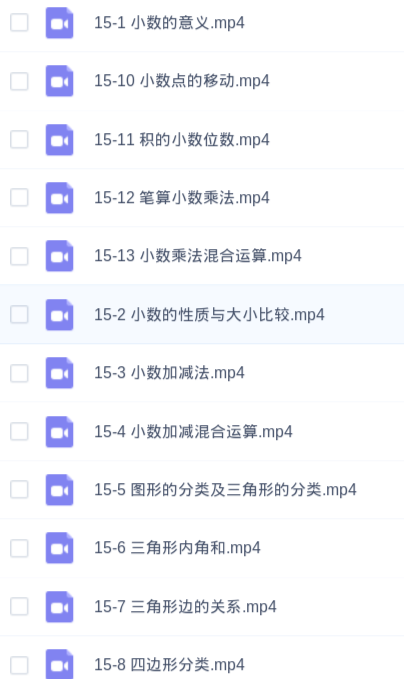 15-1 小数的意义.mp4
15-10 小数点的移动.mp4
15-11 积的小数位数.mp4
15-12 笔算小数乘法.mp4
15-13 小数乘法混合运算.mp4
15-2 小数的性质与大小比较.mp4
15-3 小数加减法.mp4
15-4 小数加减混合运算.mp4
15-5 图形的分类及三角形的分类.mp4
15-6 三角形内角和.mp4
15-7 三角形边的关系.mp4
15-8 四边形分类.mp4